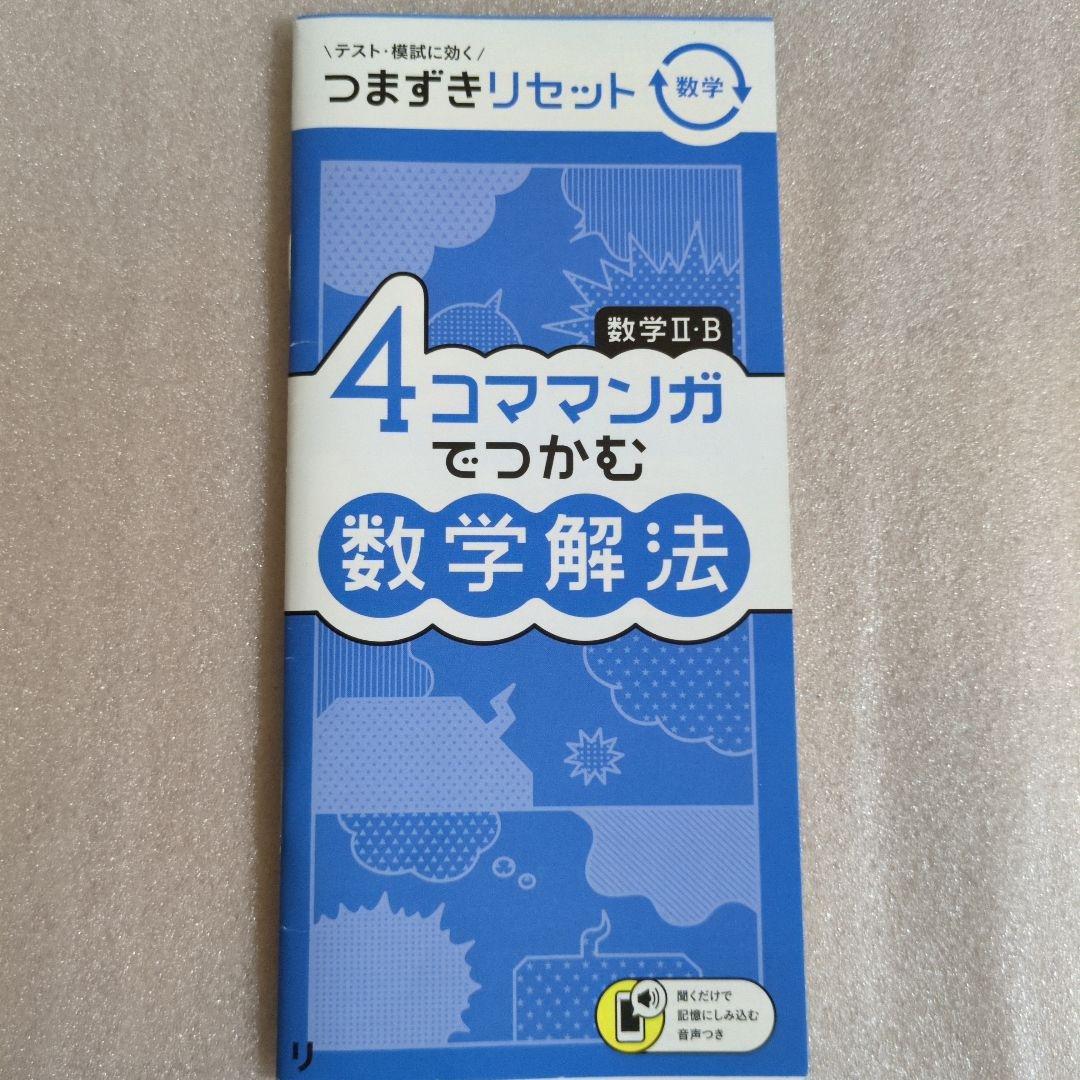 \テスト・模試に効く/
つまずきリセット
数学
数学Ⅱ・B
4コママンガ
でつかむ
数学解法
聞くだけで
記憶にしみ込む
音声つき
リ